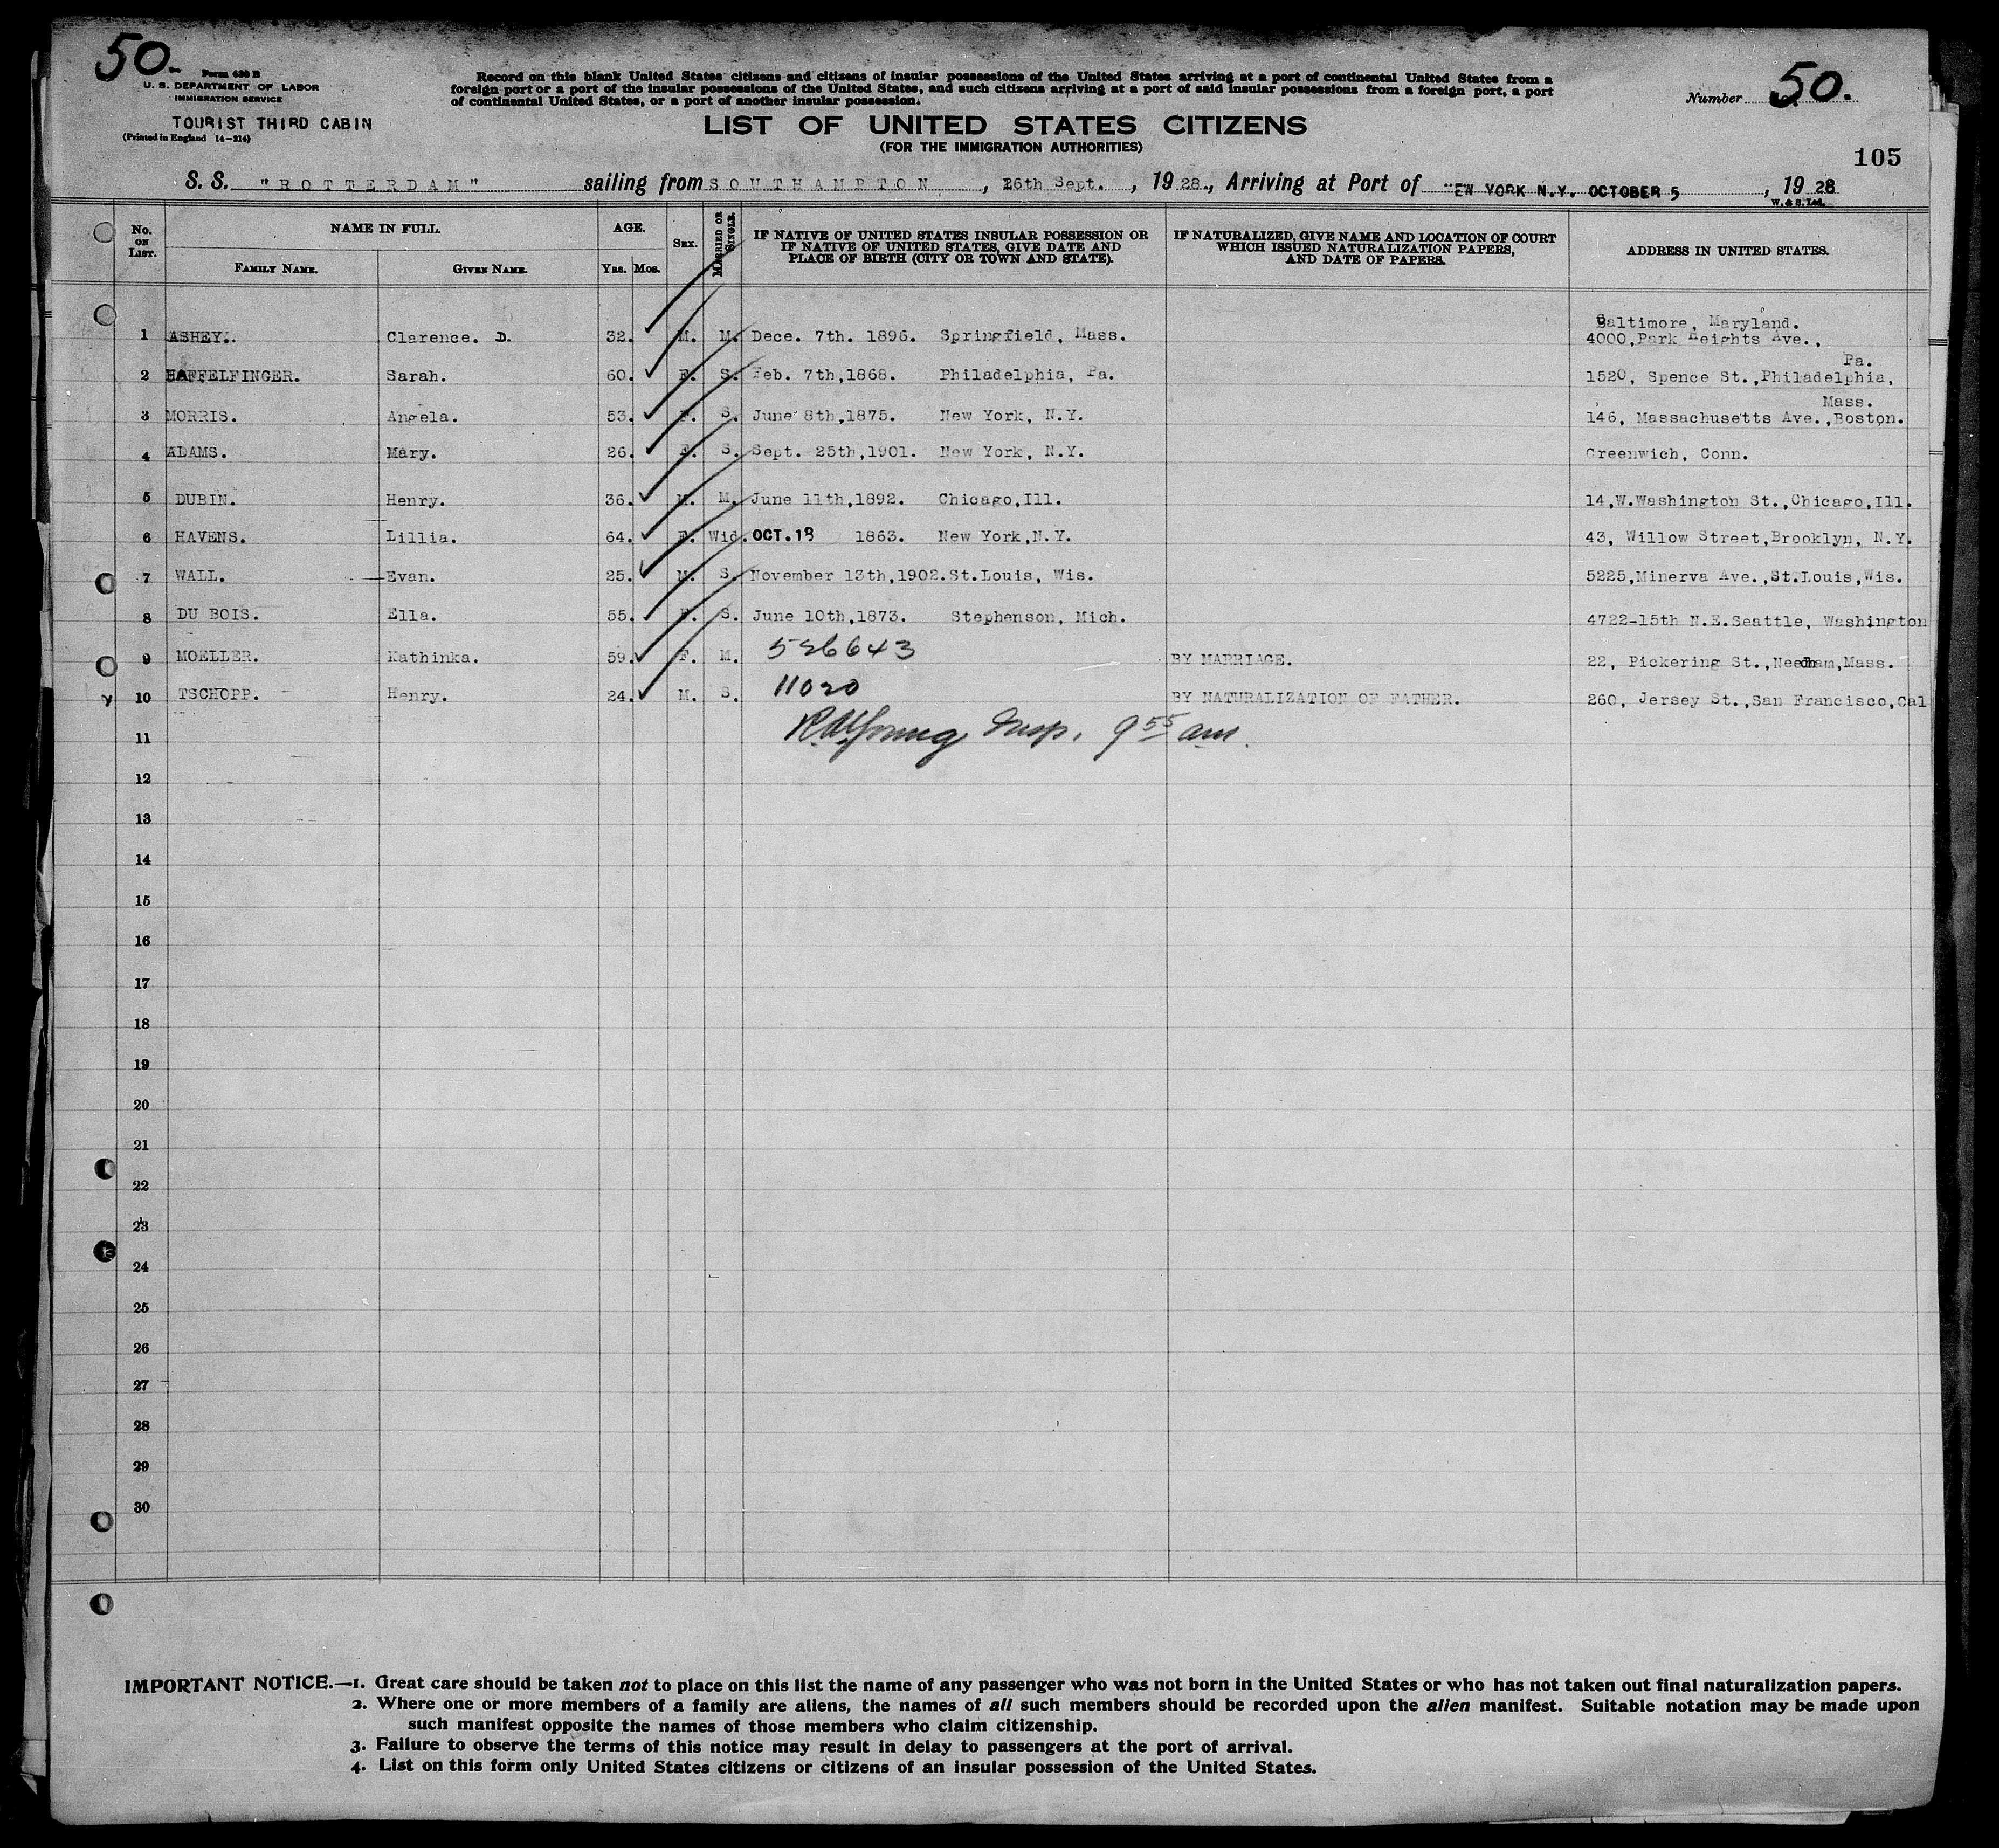 50.
Form 630 B
U. S. DEPARTMENT OF LABOR
IMMIGRATION SERVICE
TOURIST THIRD CABIN
(Printed in England 14-214)
Record on this blank United States citizens and citizens of insular possessions of the United States arriving at a port of continental United States from a
foreign port or a port of the insular possessions of the United States, and such citizens arriving at a port of said insular possessions from a foreign port, a port
of continental United States, or a port of another insular possession.
Number 50.
LIST OF UNITED STATES CITIZENS
(FOR THE IMMIGRATION AUTHORITIES)
105
S. S. "ROTTERDAM" sailing from SOUTHAMPTON, 26th Sept., 1928., Arriving at Port of NEW YORK N.Y. OCTOBER 5, 1928
W. & S. Ltd.
No. ON LIST. NAME IN FULL. AGE. SEX. MARRIED OR SINGLE. IF NATIVE OF UNITED STATES INSULAR POSSESSION OR IF NATIVE OF UNITED STATES, GIVE DATE AND PLACE OF BIRTH (CITY OR TOWN AND STATE). IF NATURALIZED, GIVE NAME AND LOCATION OF COURT WHICH ISSUED NATURALIZATION PAPERS, AND DATE OF PAPERS. ADDRESS IN UNITED STATES.
FAMILY NAME. GIVEN NAME. YRS. MOS.
Baltimore, Maryland.
1 ASHEY. Clarence. D. 32. M. M. Dece. 7th. 1896. Springfield, Mass. 4000,Park Heights Ave.,
Pa.
2 HAFFELFINGER. Sarah. 60. F. S. Feb. 7th,1868. Philadelphia, Pa. 1520, Spence St.,Philadelphia,
Mass.
3 MORRIS. Angela. 53. F. S. June 8th,1875. New York, N.Y. 146, Massachusetts Ave.,Boston.
4 ADAMS. Mary. 26. F. S. Sept. 25th,1901. New York, N.Y. Greenwich, Conn.
5 DUBIN. Henry. 36. M. M. June 11th,1892. Chicago,Ill. 14,W.Washington St.,Chicago,Ill.
6 HAVENS. Lillia. 64. F. Wid. OCT.18 1863. New York,N.Y. 43, Willow Street,Brooklyn, N.Y.
7 WALL. Evan. 25. M. S. November 13th,1902.St.Louis, Wis. 5225,Minerva Ave.,St.Louis,Wis.
8 DU BOIS. Ella. 55. F. S. June 10th,1873. Stephenson, Mich. 4722-15th N.E.Seattle, Washington
9 MOELLER. Kathinka. 59. F. M. 526643 BY MARRIAGE. 22, Pickering St.,Needham,Mass.
10 TSCHOPP. Henry. 24. M. S. 11020 BY NATURALIZATION OF FATHER. 260, Jersey St.,San Francisco,Cal
11 Young Insp. 9 55 am.
12
13
14
15
16
17
18
19
20
21
22
23
24
25
26
27
28
29
30
IMPORTANT NOTICE.—1. Great care should be taken not to place on this list the name of any passenger who was not born in the United States or who has not taken out final naturalization papers.
2. Where one or more members of a family are aliens, the names of all such members should be recorded upon the alien manifest. Suitable notation may be made upon
such manifest opposite the names of those members who claim citizenship.
3. Failure to observe the terms of this notice may result in delay to passengers at the port of arrival.
4. List on this form only United States citizens or citizens of an insular possession of the United States.